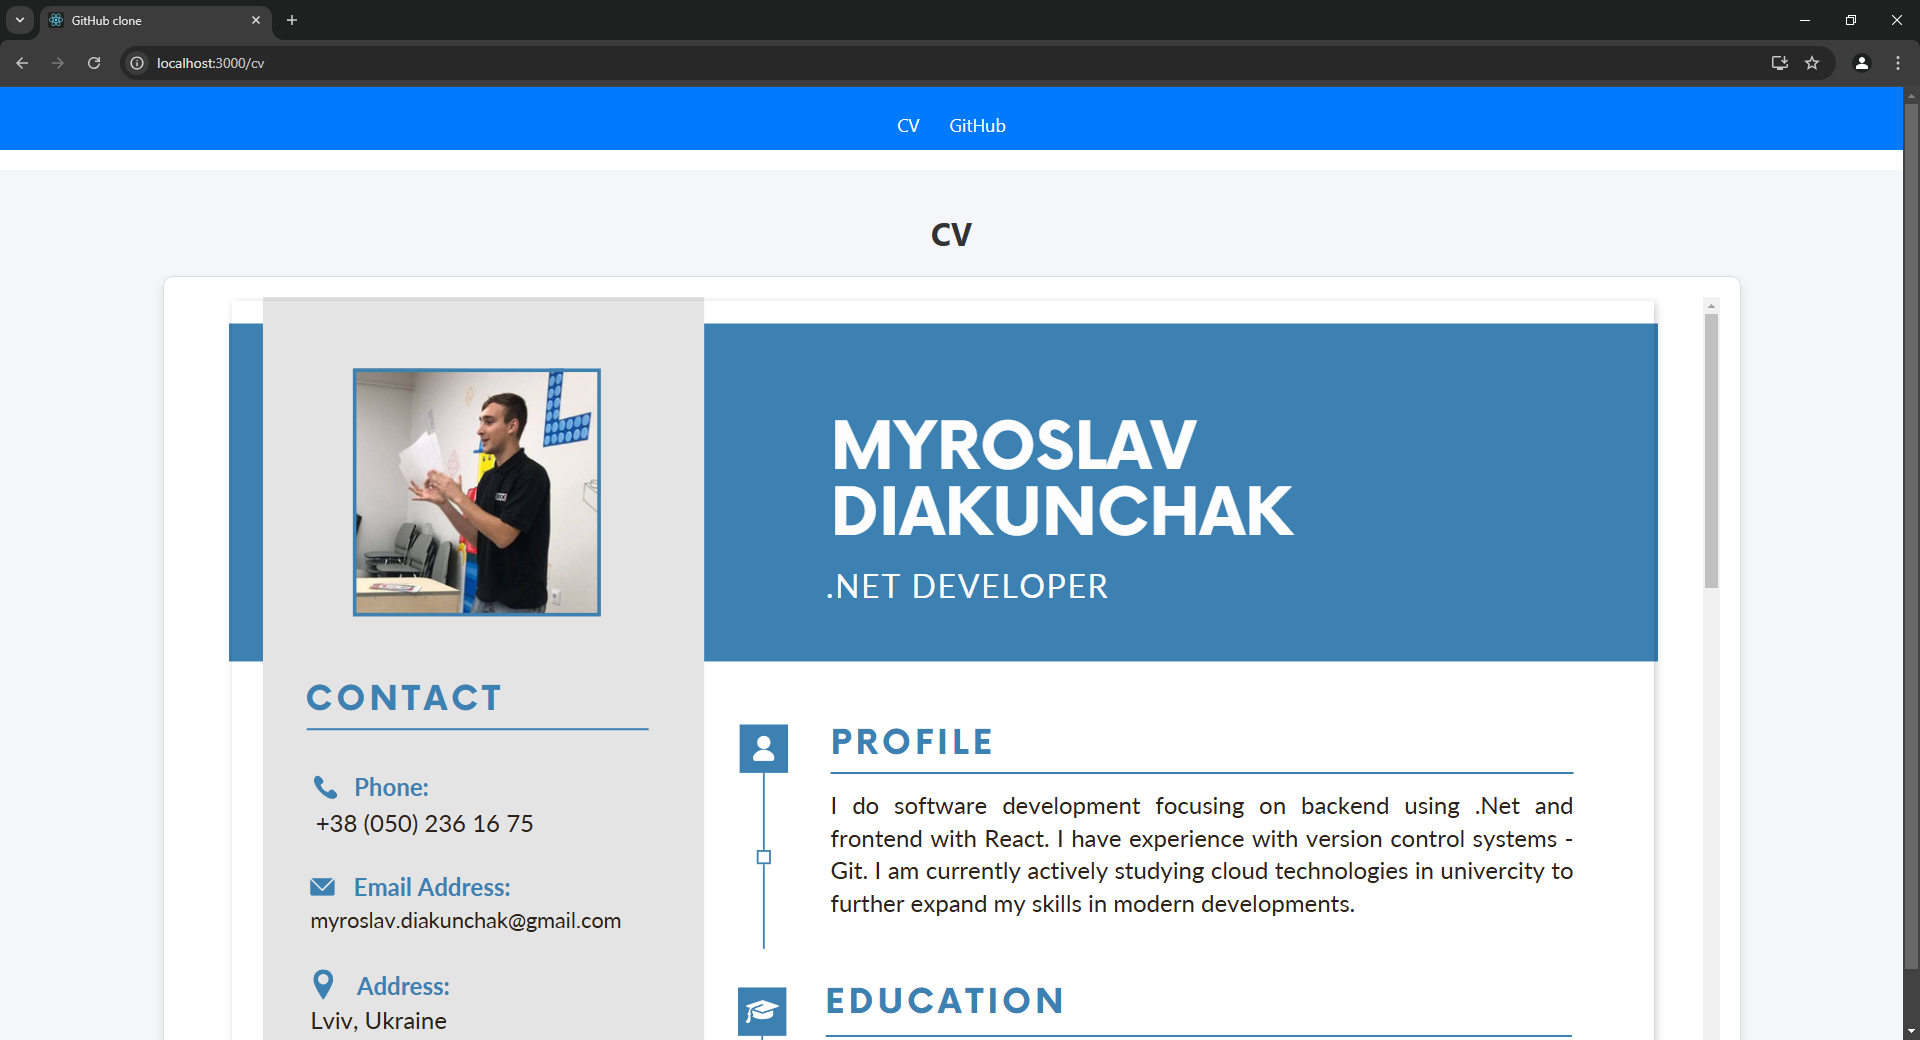 GitHub clone
localhost:3000/cv
CV GitHub
CV
MYROSLAV
DIAKUNCHAK
.NET DEVELOPER
CONTACT
Phone:
+38 (050) 236 16 75
Email Address:
myroslav.diakunchak@gmail.com
Address:
Lviv, Ukraine
PROFILE
I do software development focusing on backend using .Net and
frontend with React. I have experience with version control systems -
Git. I am currently actively studying cloud technologies in univercity to
further expand my skills in modern developments.
EDUCATION